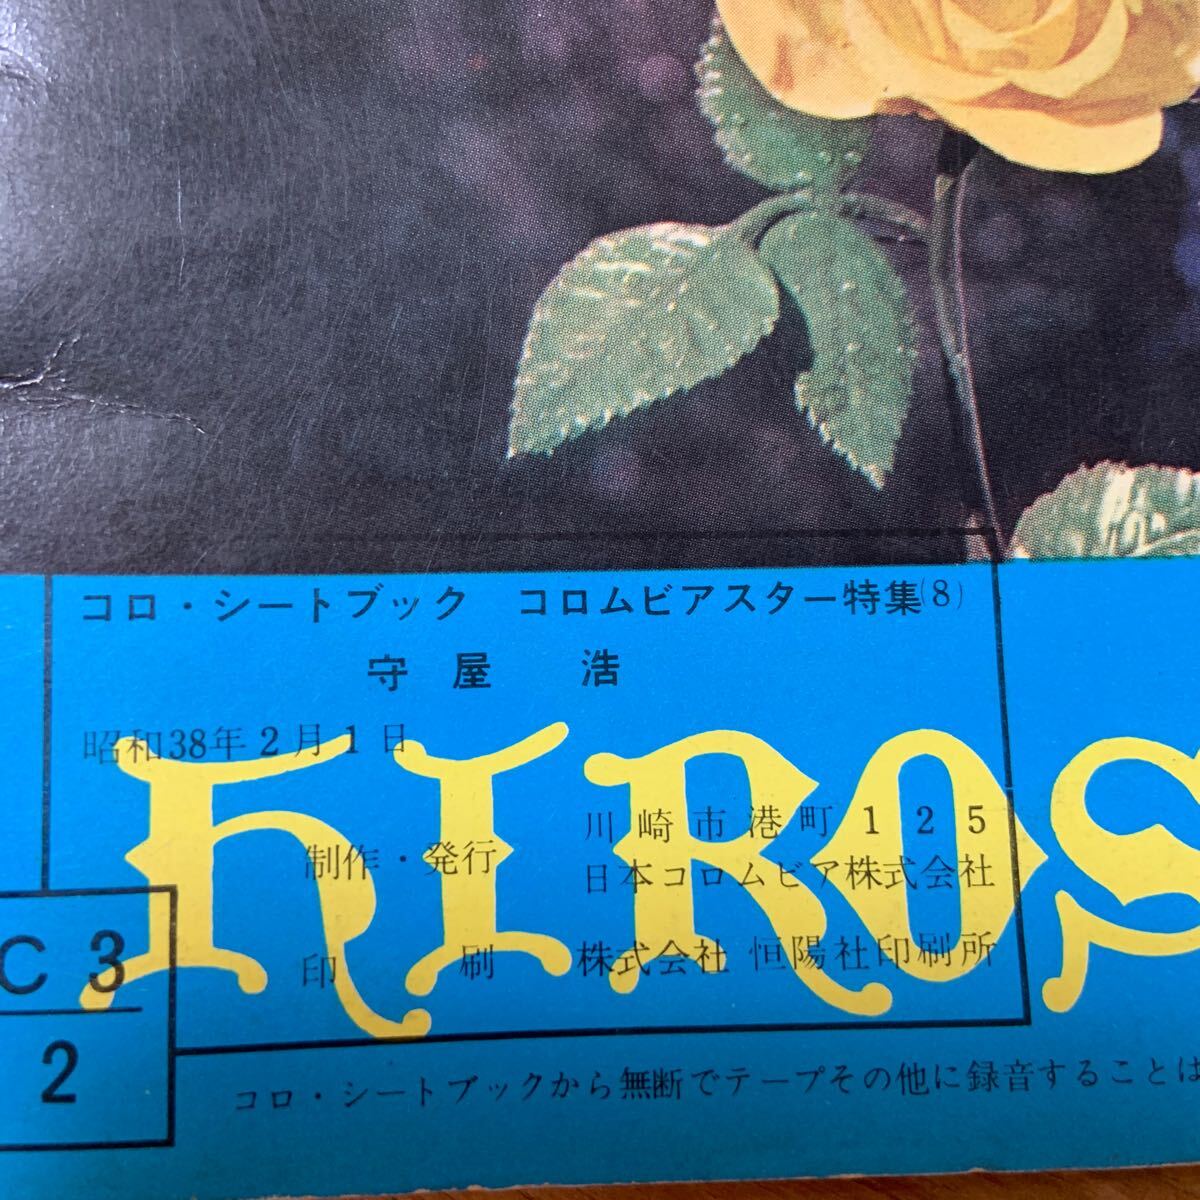 コロ・シートブック コロムビアスター特集(8)
守屋 浩
昭和38年2月1日
HIROS
川崎市港町125
制作・発行 日本コロムビア株式会社
印刷 株式会社 恒陽社印刷所
C3
2
コロ・シートブックから無断でテープその他に録音することは